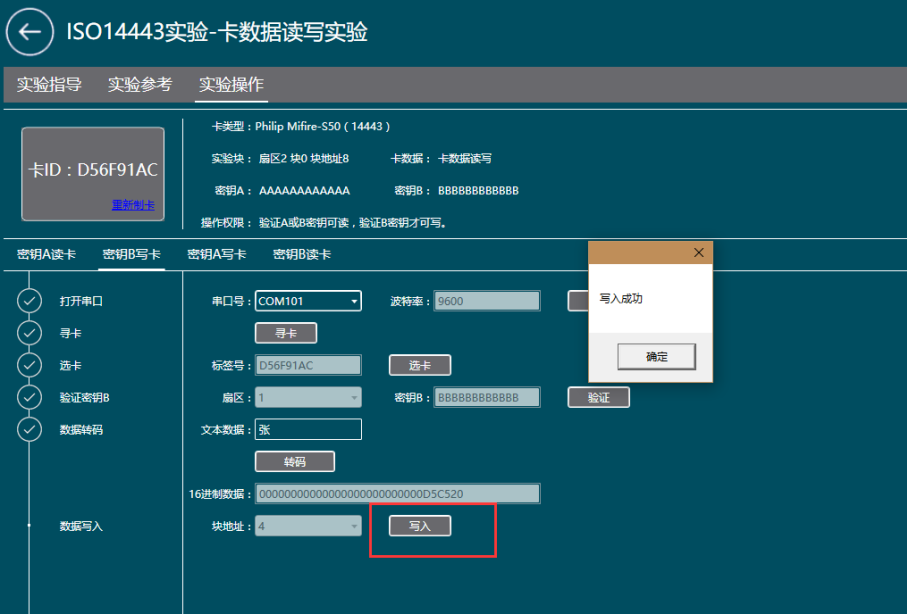 ISO14443实验-卡数据读写实验
实验指导 实验参考 实验操作
卡类型：Philip Mifire-S50（14443）
卡ID：D56F91AC
重新制卡
实验块： 扇区2 块0 块地址8 卡数据： 卡数据读写
密钥A： AAAAAAAAAAAA 密钥B： BBBBBBBBBBBB
操作权限： 验证A或B密钥可读，验证B密钥才可写。
密钥A读卡 密钥B写卡 密钥A写卡 密钥B读卡
打开串口 串口号： COM101 波特率： 9600
写入成功
确定
寻卡 寻卡
选卡 标签号： D56F91AC 选卡
验证密钥B 扇区： 1 密钥B： BBBBBBBBBBBB 验证
数据转码 文本数据： 张
转码
16进制数据： 00000000000000000000000000D5C520
数据写入 块地址： 4 写入